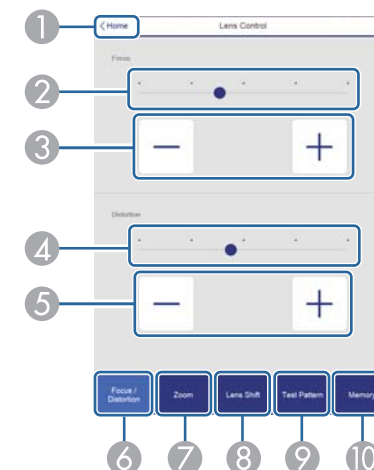 1 < Home Lens Control
Focus
2
3 − +
Distortion
4
5 − +
Focus / Distortion Zoom Lens Shift Test Pattern Memory
6 7 8 9 10